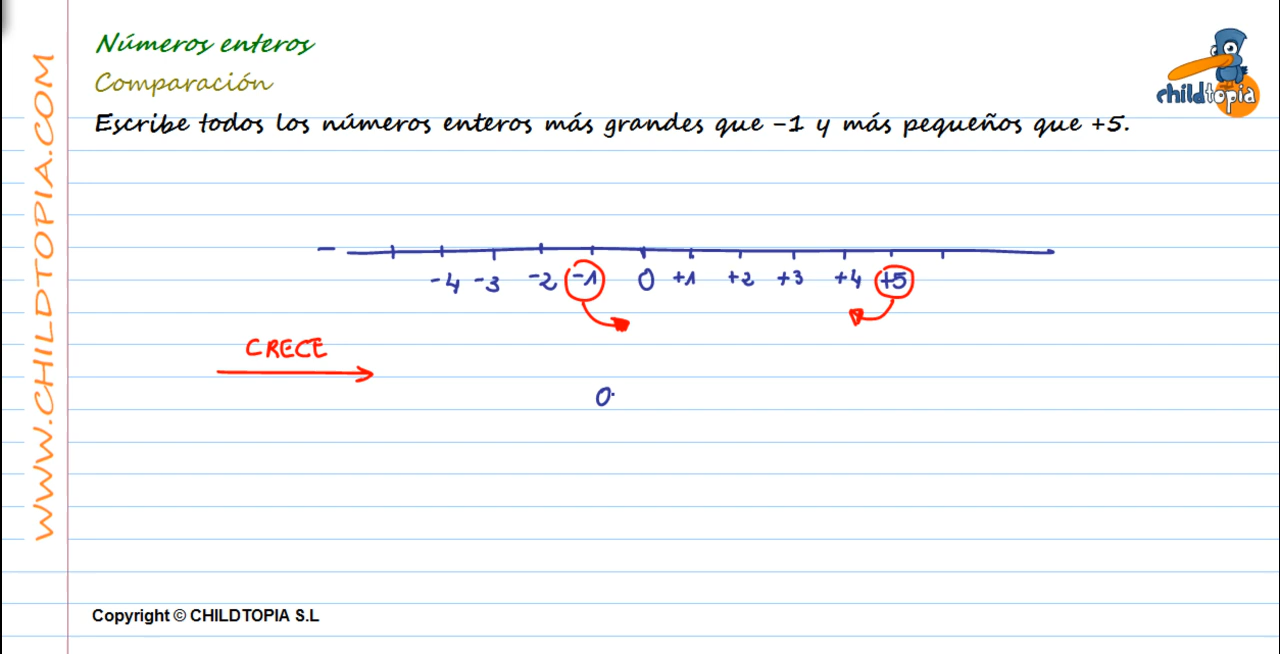 Números enteros
Comparación
Escribe todos los números enteros más grandes que -1 y más pequeños que +5.
childtopia
WWW.CHILDTOPIA.COM
-
-4 -3 -2 -1 0 +1 +2 +3 +4 +5
CRECE
0
Copyright © CHILDTOPIA S.L